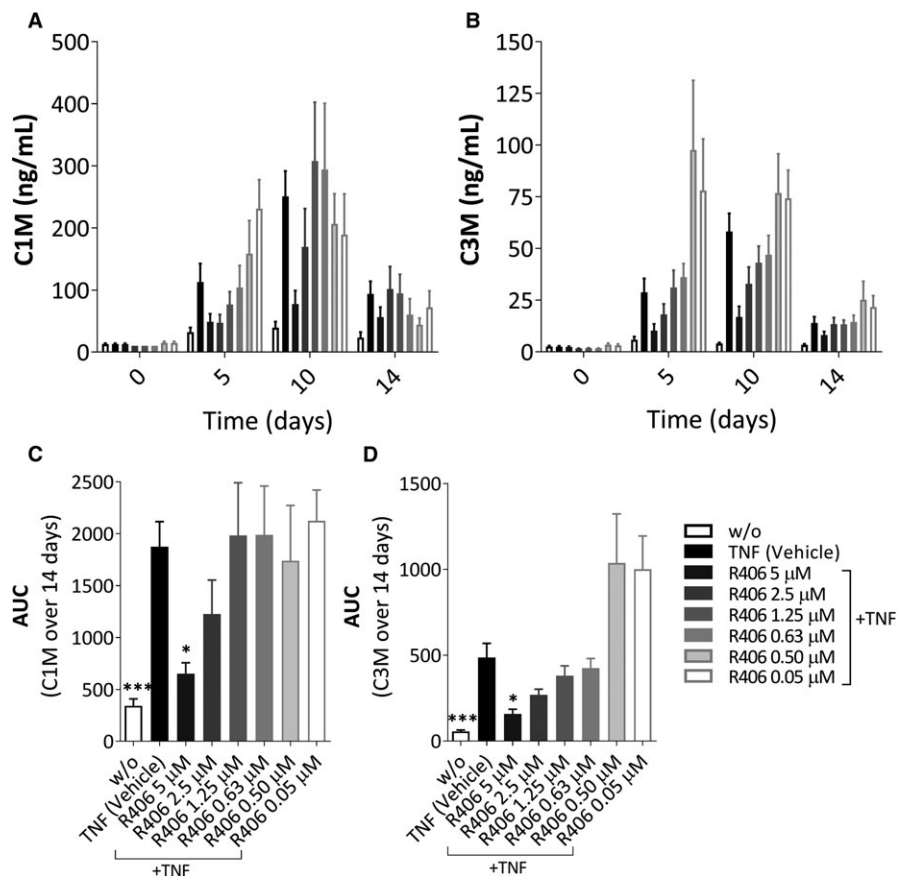 A
C1M (ng/mL)
500
400
300
200
100
0
0
5
10
14
Time (days)
B
C3M (ng/mL)
150
125
100
75
50
25
0
0
5
10
14
Time (days)
C
AUC
(C1M over 14 days)
2500
2000
1500
1000
500
0
***
*
w/o
TNF (Vehicle)
R406 5 µM
R406 2.5 µM
R406 1.25 µM
R406 0.63 µM
R406 0.50 µM
R406 0.05 µM
+TNF
D
AUC
(C3M over 14 days)
1500
1000
500
0
***
*
w/o
TNF (Vehicle)
R406 5 µM
R406 2.5 µM
R406 1.25 µM
R406 0.63 µM
R406 0.50 µM
R406 0.05 µM
+TNF
w/o
TNF (Vehicle)
R406 5 µM
R406 2.5 µM
R406 1.25 µM
R406 0.63 µM
R406 0.50 µM
R406 0.05 µM
+TNF